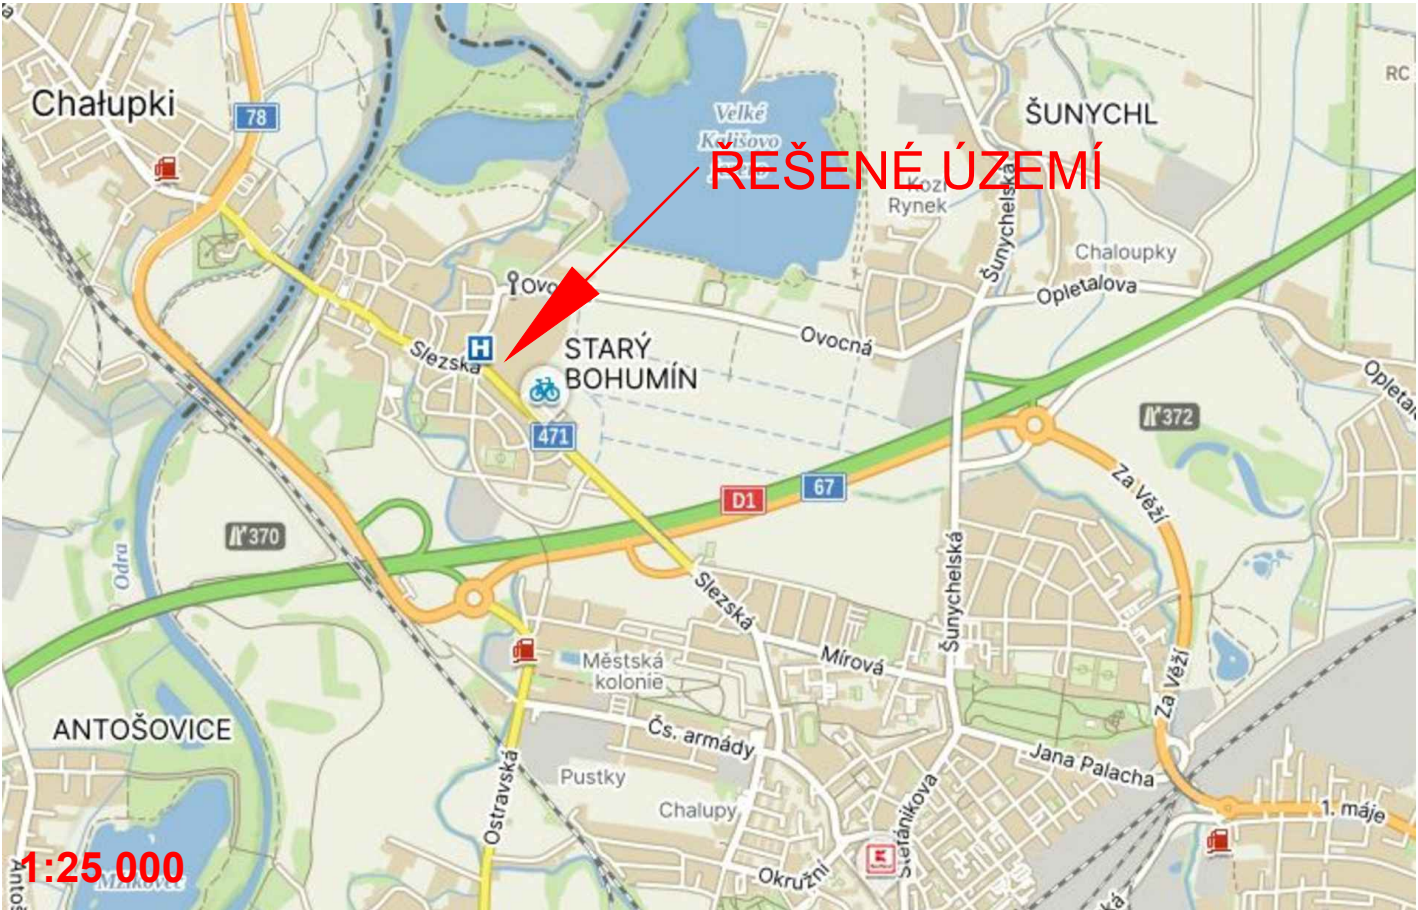 Chałupki
78
Velké
Kališovo
ŠUNYCHL
RC
ŘEŠENÉ ÚZEMÍ
Kozí
Rynek
Šunychelská
Chaloupky
Opletalova
Ovocná
H
Slezská
STARÝ
BOHUMÍN
471
372
D1
67
370
Odra
Za Věží
Šunychelská
Slezská
Mírová
Městská
kolonie
Za Věží
ANTOŠOVICE
Čs. armády
Jana Palacha
Pustky
Chalupy
Ostravská
Štefánikova
1. máje
Okružní
1:25 000